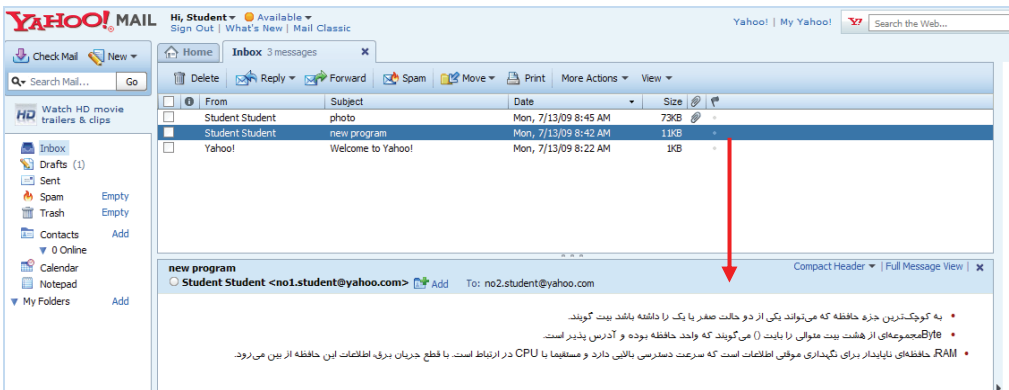 YAHOO! MAIL
Hi, Student Available
Sign Out | What's New | Mail Classic
Yahoo! | My Yahoo!
Y! Search the Web...
Check Mail New
Search Mail... Go
HD Watch HD movie
trailers & clips
Inbox
Drafts (1)
Sent
Spam Empty
Trash Empty
Contacts Add
0 Online
Calendar
Notepad
My Folders Add
Home Inbox 3 messages x
Delete Reply Forward Spam Move Print More Actions View
From Subject Date Size
Student Student photo Mon, 7/13/09 8:45 AM 73KB
Student Student new program Mon, 7/13/09 8:42 AM 11KB
Yahoo! Welcome to Yahoo! Mon, 7/13/09 8:22 AM 1KB
new program
Compact Header | Full Message View | x
Student Student <no1.student@yahoo.com> Add To: no2.student@yahoo.com
• به کوچک‌ترین جزء حافظه که می‌تواند یکی از دو حالت صفر یا یک را داشته باشد بیت گویند.
• Byteمجموعه‌ای از هشت بیت متوالی را بایت () می‌گویند که واحد حافظه بوده و آدرس پذیر است.
• RAM، حافظه‌ای ناپایدار برای نگهداری موقتی اطلاعات است که سرعت دسترسی بالایی دارد و مستقیما با CPU در ارتباط است. با قطع جریان برق، اطلاعات این حافظه از بین می‌رود.